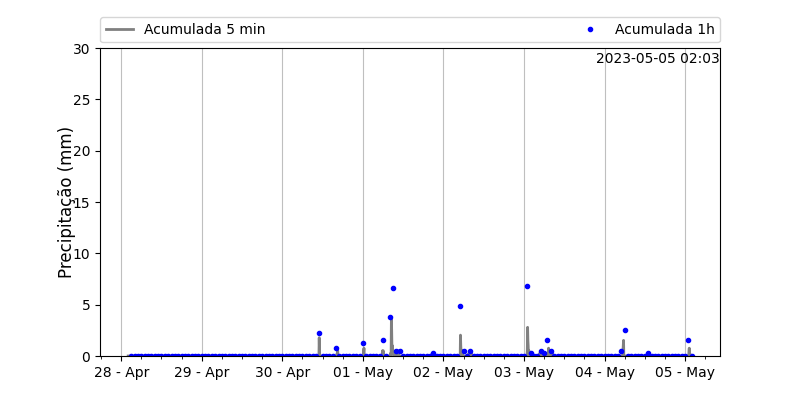 Acumulada 5 min
Acumulada 1h
2023-05-05 02:03
Precipitação (mm)
30
25
20
15
10
5
0
28 - Apr
29 - Apr
30 - Apr
01 - May
02 - May
03 - May
04 - May
05 - May